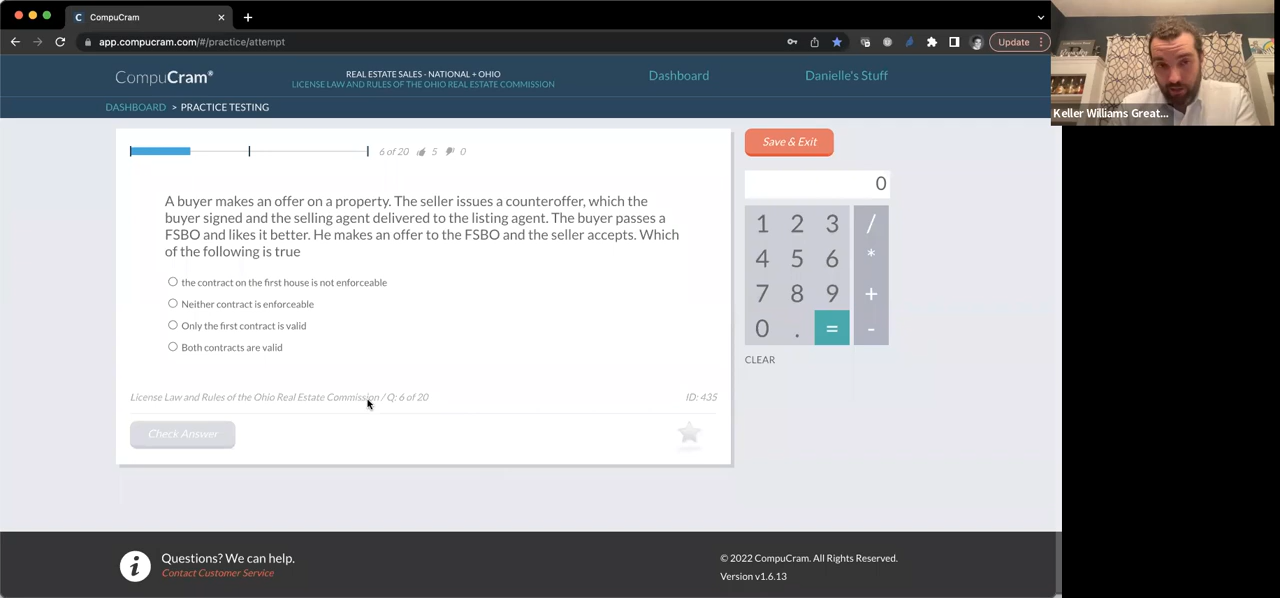 CompuCram
app.compucram.com/#/practice/attempt
Update
Keller Williams Great...
CompuCram®
REAL ESTATE SALES - NATIONAL + OHIO
LICENSE LAW AND RULES OF THE OHIO REAL ESTATE COMMISSION
Dashboard
Danielle's Stuff
DASHBOARD > PRACTICE TESTING
6 of 20 5 0
Save & Exit
A buyer makes an offer on a property. The seller issues a counteroffer, which the
buyer signed and the selling agent delivered to the listing agent. The buyer passes a
FSBO and likes it better. He makes an offer to the FSBO and the seller accepts. Which
of the following is true
the contract on the first house is not enforceable
Neither contract is enforceable
Only the first contract is valid
Both contracts are valid
License Law and Rules of the Ohio Real Estate Commission / Q: 6 of 20
ID: 435
Check Answer
0
1 2 3 /
4 5 6 *
7 8 9 +
0 . = -
CLEAR
Questions? We can help.
Contact Customer Service
© 2022 CompuCram. All Rights Reserved.
Version v1.6.13